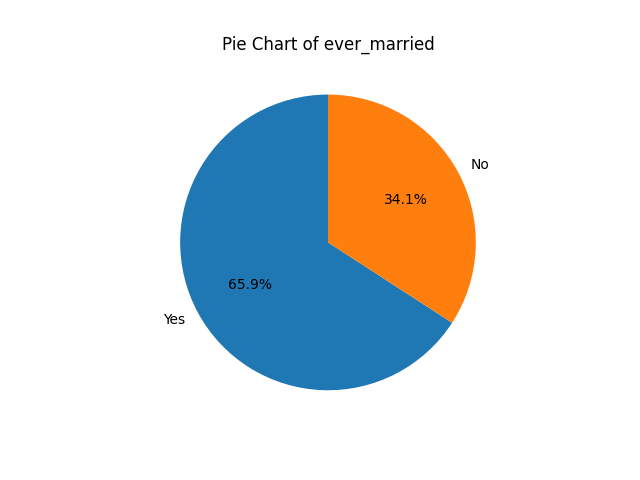 Pie Chart of ever_married
No
34.1%
65.9%
Yes